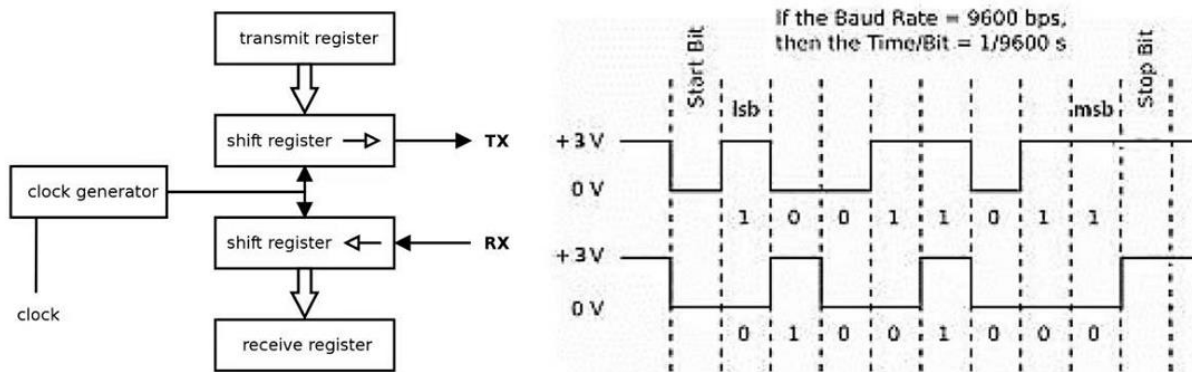 transmit register
shift register
TX
clock generator
shift register
RX
clock
receive register
If the Baud Rate = 9600 bps,
then the Time/Bit = 1/9600 s
Start Bit
lsb
msb
Stop Bit
+3 V
0 V
1 0 0 1 1 0 1 1
+3 V
0 V
0 1 0 0 1 0 0 0